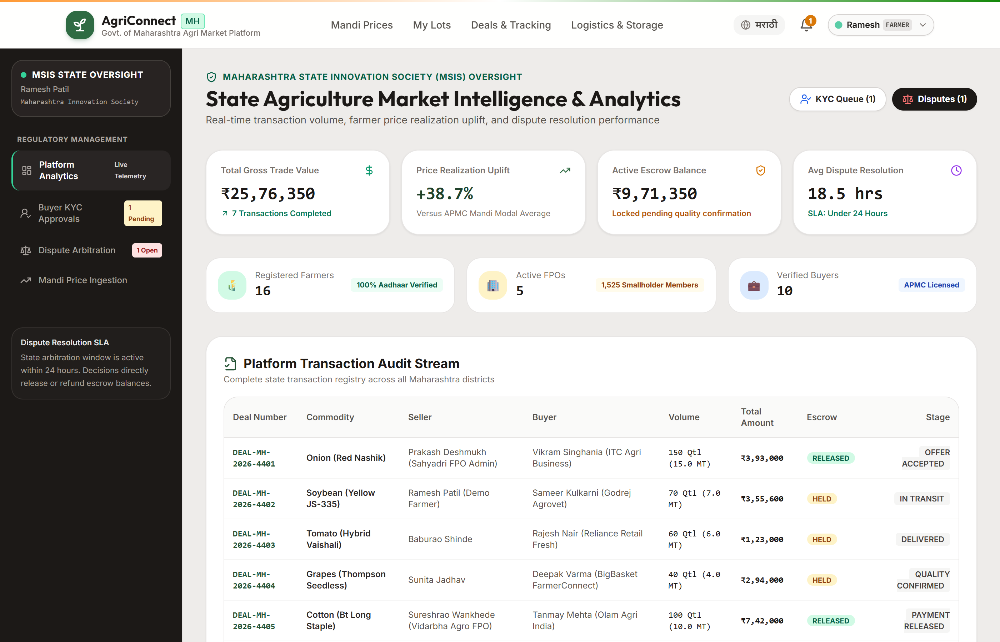 AgriConnect MH
Govt. of Maharashtra Agri Market Platform
Mandi Prices
My Lots
Deals & Tracking
Logistics & Storage
मराठी
1
Ramesh FARMER
MSIS STATE OVERSIGHT
Ramesh Patil
Maharashtra Innovation Society
REGULATORY MANAGEMENT
Platform
Analytics
Live
Telemetry
Buyer KYC
Approvals
1
Pending
Dispute Arbitration
1 Open
Mandi Price Ingestion
Dispute Resolution SLA
State arbitration window is active
within 24 hours. Decisions directly
release or refund escrow balances.
MAHARASHTRA STATE INNOVATION SOCIETY (MSIS) OVERSIGHT
State Agriculture Market Intelligence & Analytics
Real-time transaction volume, farmer price realization uplift, and dispute resolution performance
KYC Queue (1)
Disputes (1)
Total Gross Trade Value
₹25,76,350
7 Transactions Completed
Price Realization Uplift
+38.7%
Versus APMC Mandi Modal Average
Active Escrow Balance
₹9,71,350
Locked pending quality confirmation
Avg Dispute Resolution
18.5 hrs
SLA: Under 24 Hours
Registered Farmers
16
100% Aadhaar Verified
Active FPOs
5
1,525 Smallholder Members
Verified Buyers
10
APMC Licensed
Platform Transaction Audit Stream
Complete state transaction registry across all Maharashtra districts
Deal Number
Commodity
Seller
Buyer
Volume
Total
Amount
Escrow
Stage
DEAL-MH-
2026-4401
Onion (Red Nashik)
Prakash Deshmukh
(Sahyadri FPO Admin)
Vikram Singhania (ITC Agri
Business)
150 Qtl
(15.0 MT)
₹3,93,000
RELEASED
OFFER
ACCEPTED
DEAL-MH-
2026-4402
Soybean (Yellow
JS-335)
Ramesh Patil (Demo
Farmer)
Sameer Kulkarni (Godrej
Agrovet)
70 Qtl (7.0
MT)
₹3,55,600
HELD
IN TRANSIT
DEAL-MH-
2026-4403
Tomato (Hybrid
Vaishali)
Baburao Shinde
Rajesh Nair (Reliance Retail
Fresh)
60 Qtl (6.0
MT)
₹1,23,000
HELD
DELIVERED
DEAL-MH-
2026-4404
Grapes (Thompson
Seedless)
Sunita Jadhav
Deepak Varma (BigBasket
FarmerConnect)
40 Qtl (4.0
MT)
₹2,94,000
HELD
QUALITY
CONFIRMED
DEAL-MH-
2026-4405
Cotton (Bt Long
Staple)
Sureshrao Wankhede
(Vidarbha Agro FPO)
Tanmay Mehta (Olam Agri
India)
100 Qtl
(10.0 MT)
₹7,42,000
RELEASED
PAYMENT
RELEASED